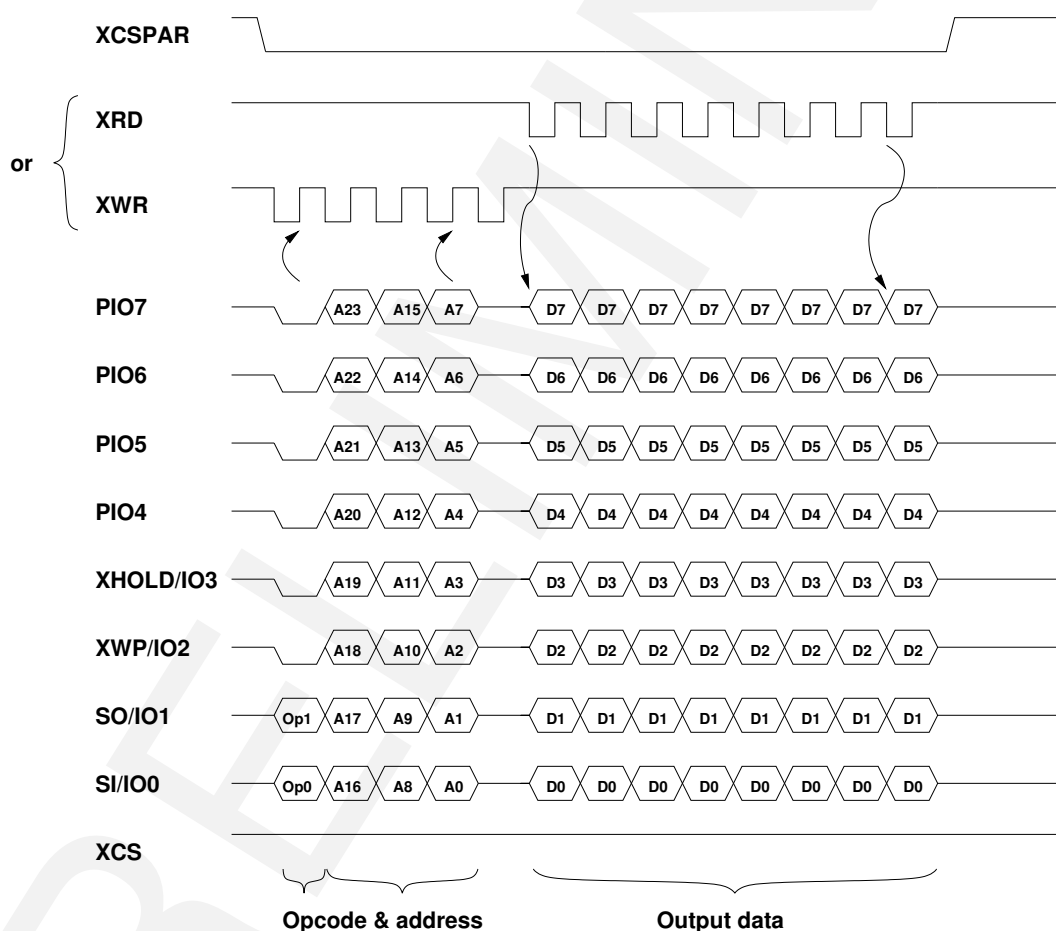 XCSPAR
XRD
or
XWR
PIO7 A23 A15 A7 D7 D7 D7 D7 D7 D7 D7 D7
PIO6 A22 A14 A6 D6 D6 D6 D6 D6 D6 D6 D6
PIO5 A21 A13 A5 D5 D5 D5 D5 D5 D5 D5 D5
PIO4 A20 A12 A4 D4 D4 D4 D4 D4 D4 D4 D4
XHOLD/IO3 A19 A11 A3 D3 D3 D3 D3 D3 D3 D3 D3
XWP/IO2 A18 A10 A2 D2 D2 D2 D2 D2 D2 D2 D2
SO/IO1 Op1 A17 A9 A1 D1 D1 D1 D1 D1 D1 D1 D1
SI/IO0 Op0 A16 A8 A0 D0 D0 D0 D0 D0 D0 D0 D0
XCS
Opcode & address Output data